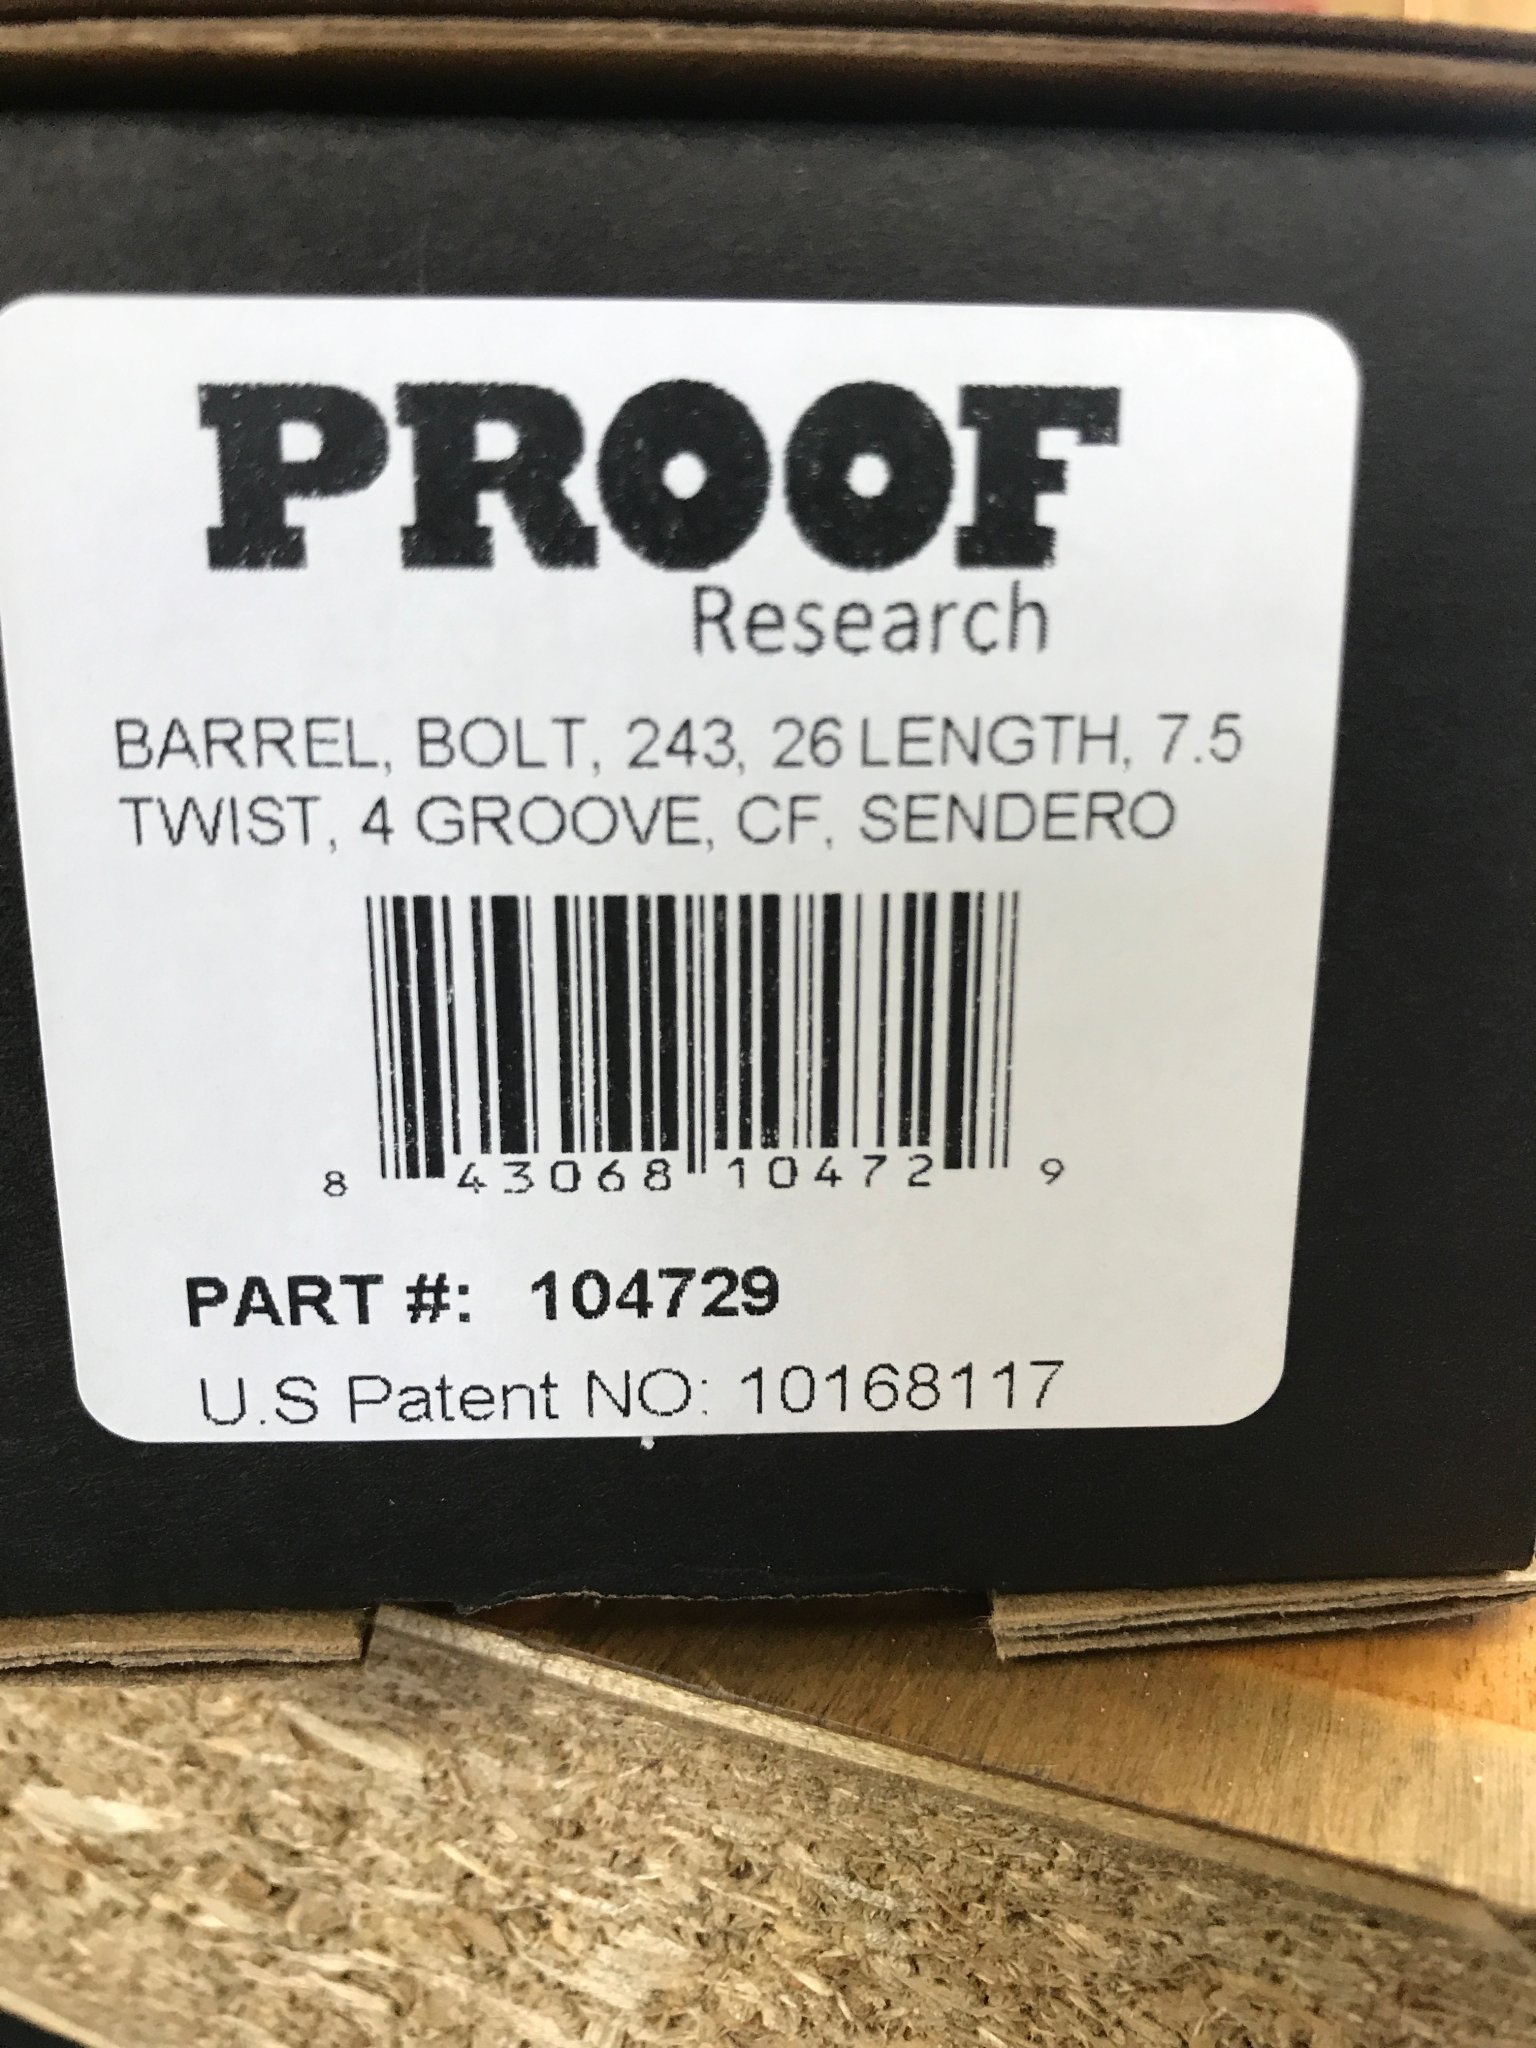 PROOF
Research
BARREL, BOLT, 243, 26 LENGTH, 7.5
TWIST, 4 GROOVE, CF, SENDERO
8 43068 10472 9
PART #: 104729
U.S Patent NO: 10168117